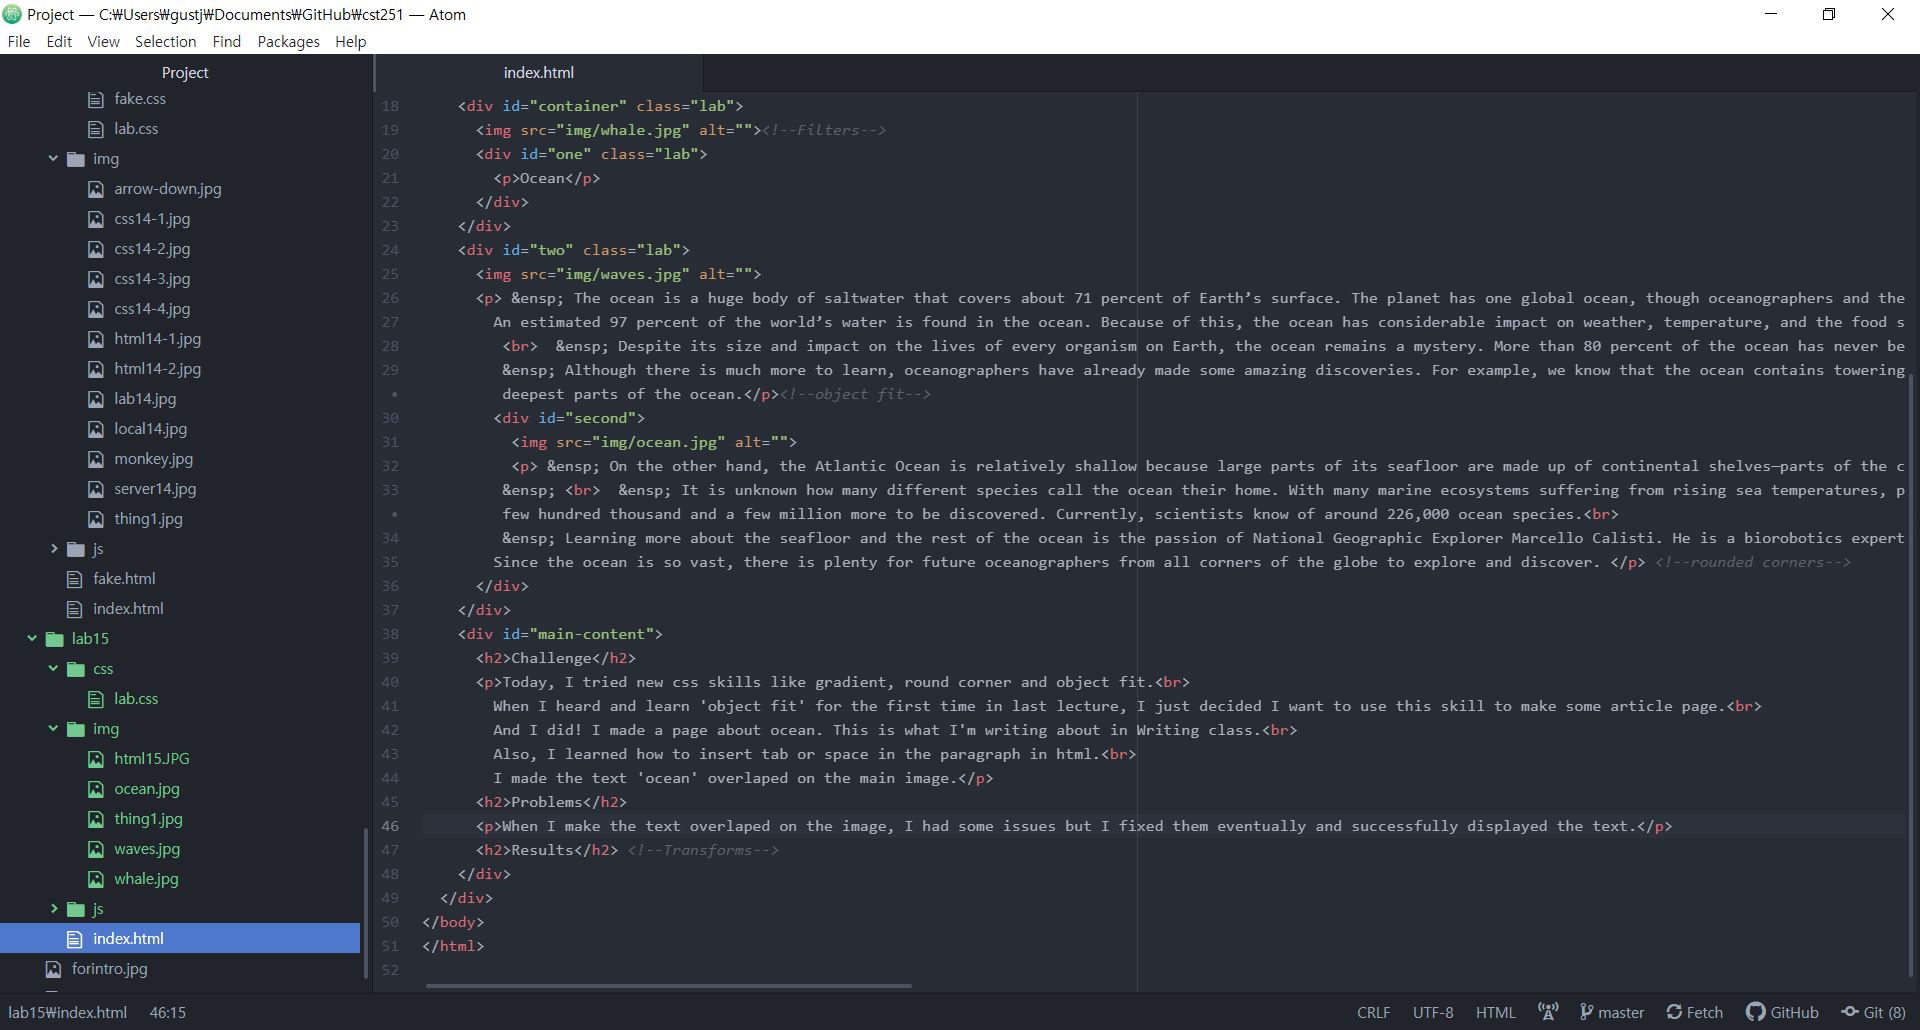 Project — C:₩Users₩gustj₩Documents₩GitHub₩cst251 — Atom
File Edit View Selection Find Packages Help
Project
fake.css
lab.css
img
arrow-down.jpg
css14-1.jpg
css14-2.jpg
css14-3.jpg
css14-4.jpg
html14-1.jpg
html14-2.jpg
lab14.jpg
local14.jpg
monkey.jpg
server14.jpg
thing1.jpg
js
fake.html
index.html
lab15
css
lab.css
img
html15.JPG
ocean.jpg
thing1.jpg
waves.jpg
whale.jpg
js
index.html
forintro.jpg
index.html
18 <div id="container" class="lab">
19 <img src="img/whale.jpg" alt=""><!--Filters-->
20 <div id="one" class="lab">
21 <p>Ocean</p>
22 </div>
23 </div>
24 <div id="two" class="lab">
25 <img src="img/waves.jpg" alt="">
26 <p> &ensp; The ocean is a huge body of saltwater that covers about 71 percent of Earth’s surface. The planet has one global ocean, though oceanographers and the
27 An estimated 97 percent of the world’s water is found in the ocean. Because of this, the ocean has considerable impact on weather, temperature, and the food s
28 <br> &ensp; Despite its size and impact on the lives of every organism on Earth, the ocean remains a mystery. More than 80 percent of the ocean has never be
29 &ensp; Although there is much more to learn, oceanographers have already made some amazing discoveries. For example, we know that the ocean contains towering
• deepest parts of the ocean.</p><!--object fit-->
30 <div id="second">
31 <img src="img/ocean.jpg" alt="">
32 <p> &ensp; On the other hand, the Atlantic Ocean is relatively shallow because large parts of its seafloor are made up of continental shelves—parts of the c
33 &ensp; <br> &ensp; It is unknown how many different species call the ocean their home. With many marine ecosystems suffering from rising sea temperatures, p
• few hundred thousand and a few million more to be discovered. Currently, scientists know of around 226,000 ocean species.<br>
34 &ensp; Learning more about the seafloor and the rest of the ocean is the passion of National Geographic Explorer Marcello Calisti. He is a biorobotics expert
35 Since the ocean is so vast, there is plenty for future oceanographers from all corners of the globe to explore and discover. </p> <!--rounded corners-->
36 </div>
37 </div>
38 <div id="main-content">
39 <h2>Challenge</h2>
40 <p>Today, I tried new css skills like gradient, round corner and object fit.<br>
41 When I heard and learn 'object fit' for the first time in last lecture, I just decided I want to use this skill to make some article page.<br>
42 And I did! I made a page about ocean. This is what I'm writing about in Writing class.<br>
43 Also, I learned how to insert tab or space in the paragraph in html.<br>
44 I made the text 'ocean' overlaped on the main image.</p>
45 <h2>Problems</h2>
46 <p>When I make the text overlaped on the image, I had some issues but I fixed them eventually and successfully displayed the text.</p>
47 <h2>Results</h2> <!--Transforms-->
48 </div>
49 </div>
50 </body>
51 </html>
52
lab15₩index.html 46:15 CRLF UTF-8 HTML master Fetch GitHub Git (8)